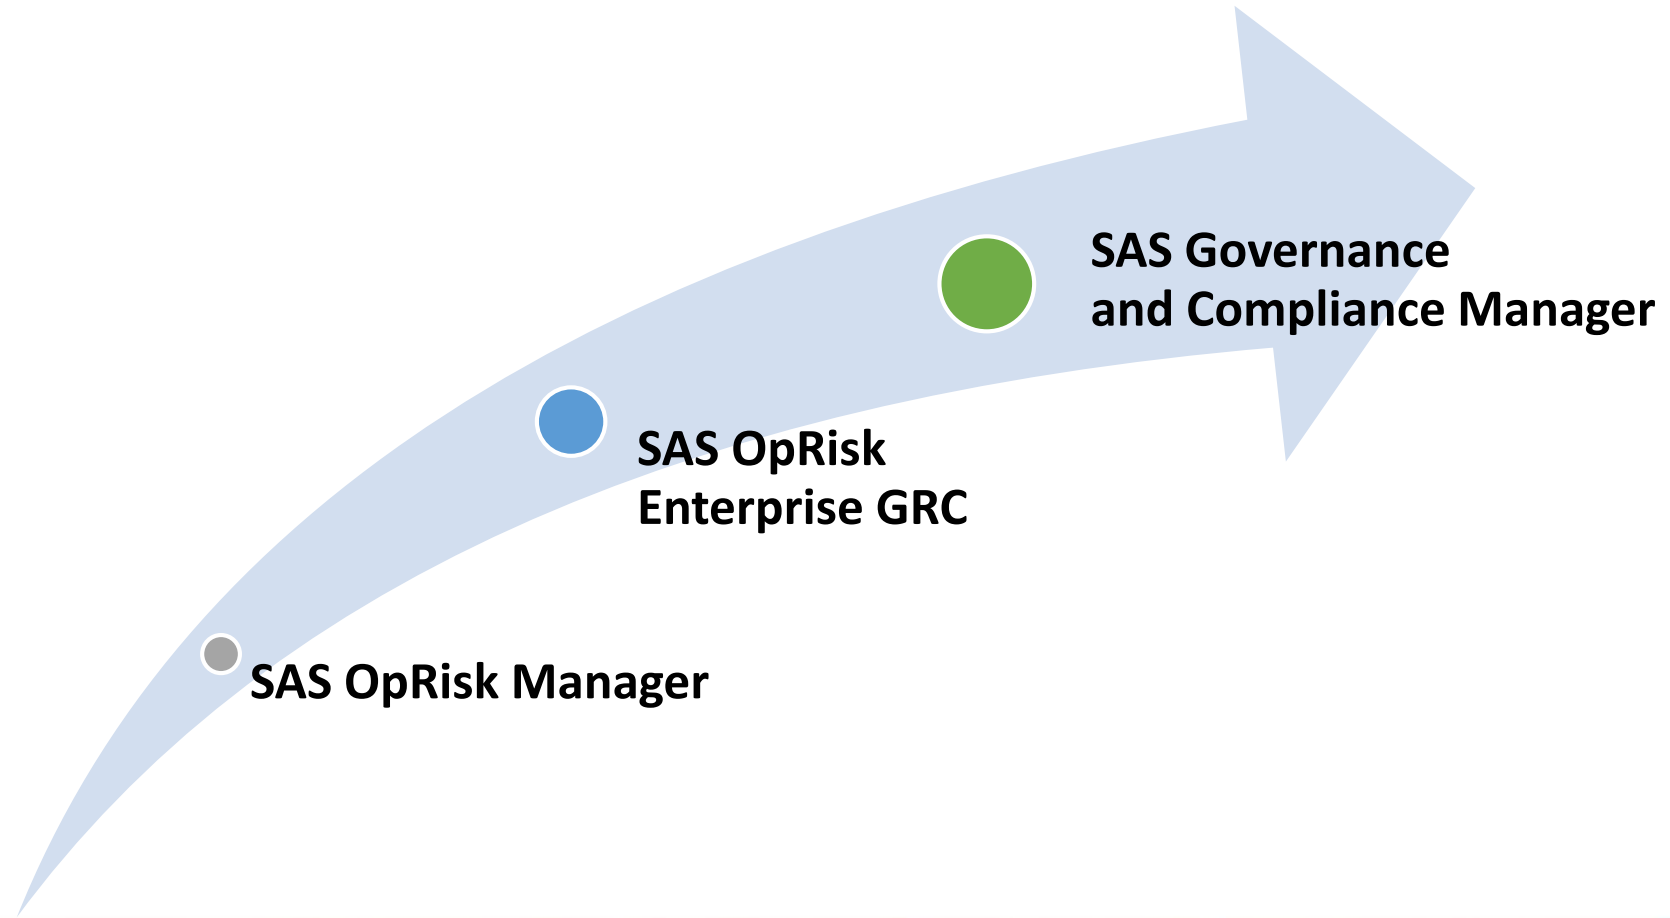 SAS Governance
and Compliance Manager
SAS OpRisk
Enterprise GRC
SAS OpRisk Manager